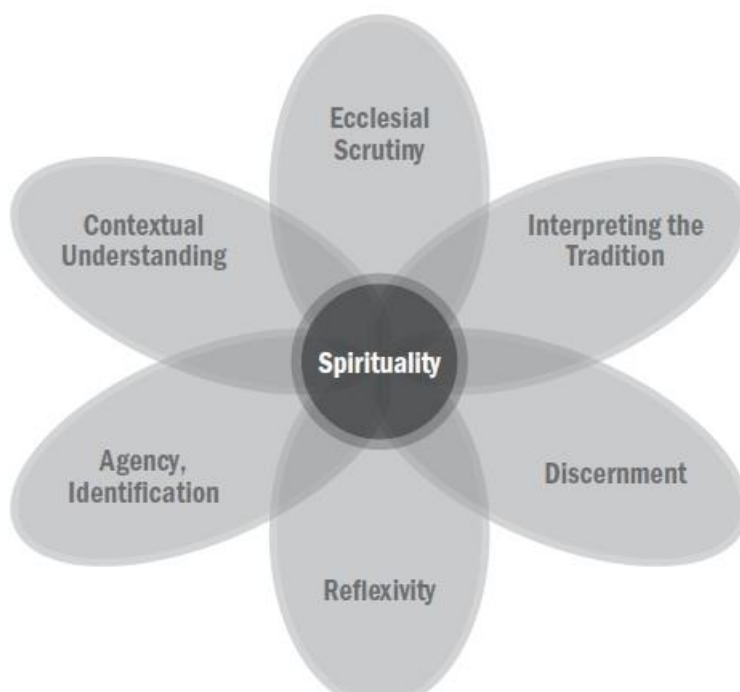 Ecclesial
Scrutiny
Contextual
Understanding
Interpreting the
Tradition
Spirituality
Agency,
Identification
Discernment
Reflexivity